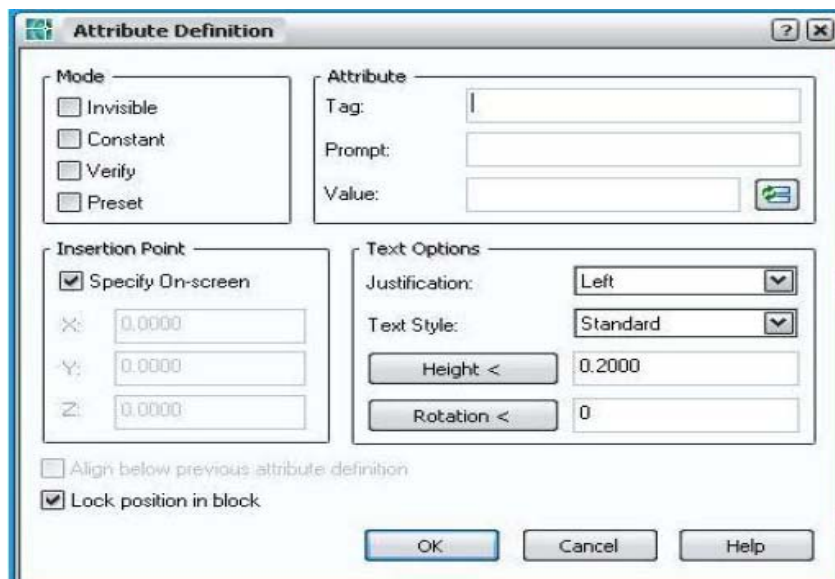 Attribute Definition
Mode
Invisible
Constant
Verify
Preset
Attribute
Tag:
Prompt:
Value:
Insertion Point
Specify On-screen
X: 0.0000
Y: 0.0000
Z: 0.0000
Text Options
Justification: Left
Text Style: Standard
Height < 0.2000
Rotation < 0
Align below previous attribute definition
Lock position in block
OK Cancel Help